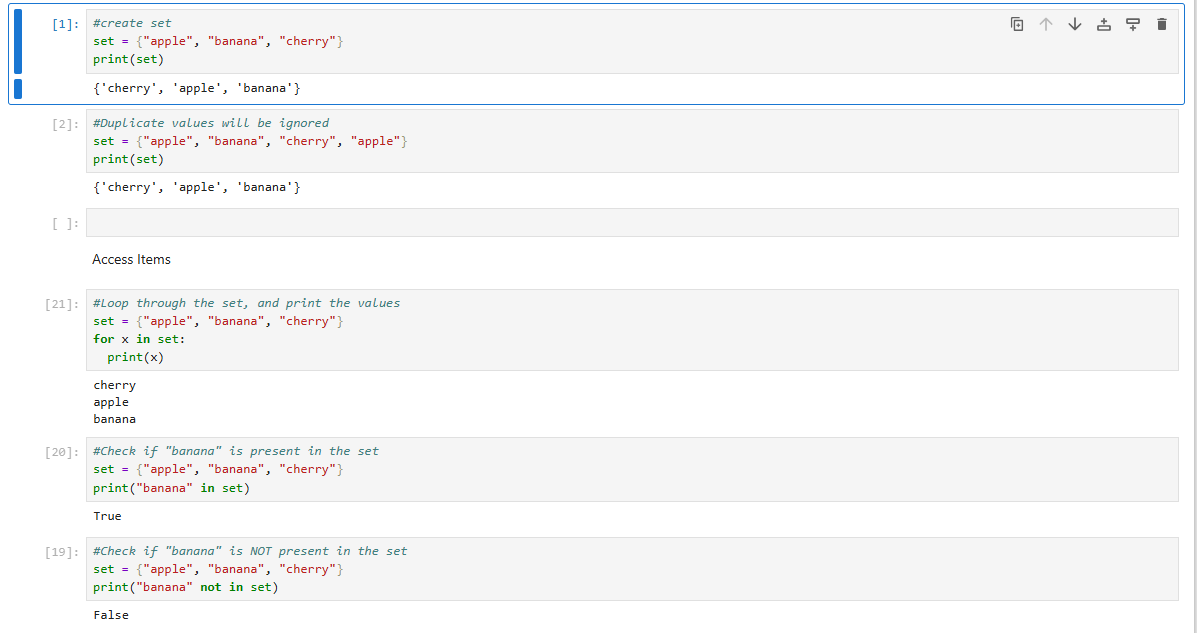 [1]:
#create set
set = {"apple", "banana", "cherry"}
print(set)
{'cherry', 'apple', 'banana'}
[2]:
#Duplicate values will be ignored
set = {"apple", "banana", "cherry", "apple"}
print(set)
{'cherry', 'apple', 'banana'}
[ ]:
Access Items
[21]:
#Loop through the set, and print the values
set = {"apple", "banana", "cherry"}
for x in set:
  print(x)
cherry
apple
banana
[20]:
#Check if "banana" is present in the set
set = {"apple", "banana", "cherry"}
print("banana" in set)
True
[19]:
#Check if "banana" is NOT present in the set
set = {"apple", "banana", "cherry"}
print("banana" not in set)
False